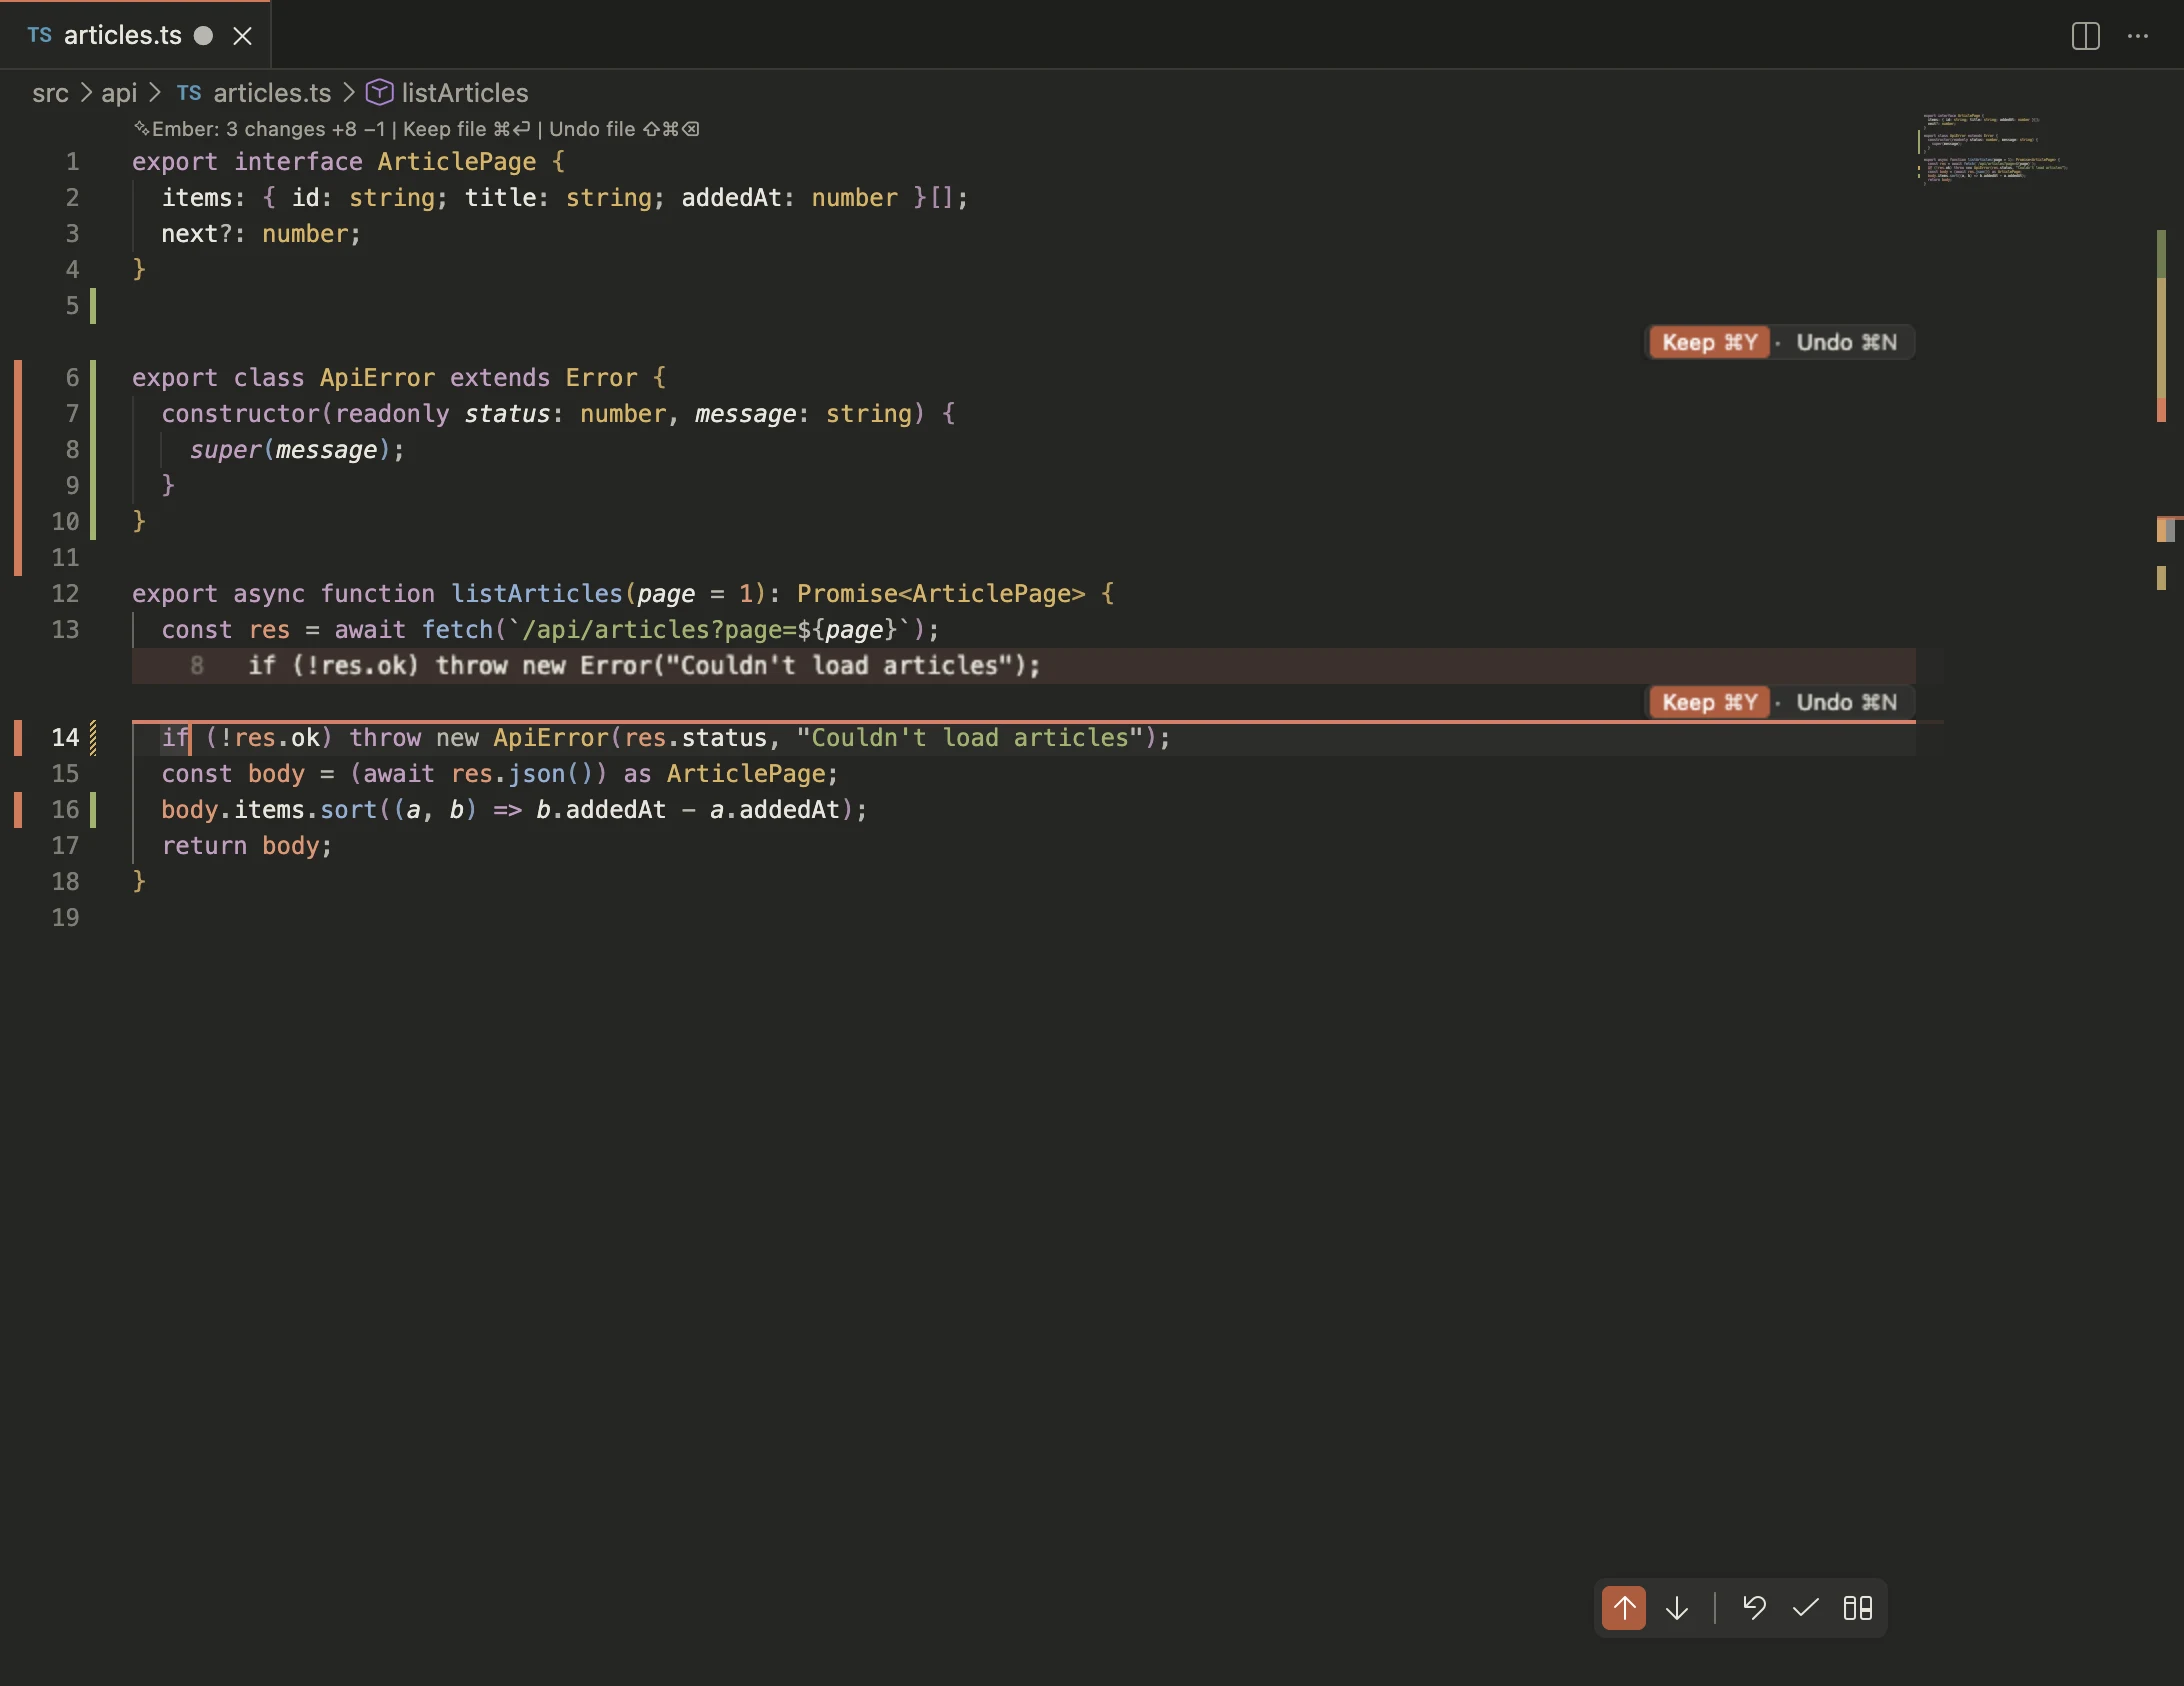 TS articles.ts
src > api > TS articles.ts > listArticles
Ember: 3 changes +8 −1 | Keep file ⌘⏎ | Undo file ⇧⌘⌫
1 export interface ArticlePage {
2 items: { id: string; title: string; addedAt: number }[];
3 next?: number;
4 }
5
Keep ⌘Y · Undo ⌘N
6 export class ApiError extends Error {
7 constructor(readonly status: number, message: string) {
8 super(message);
9 }
10 }
11
12 export async function listArticles(page = 1): Promise<ArticlePage> {
13 const res = await fetch(`/api/articles?page=${page}`);
8 if (!res.ok) throw new Error("Couldn't load articles");
Keep ⌘Y · Undo ⌘N
14 if (!res.ok) throw new ApiError(res.status, "Couldn't load articles");
15 const body = (await res.json()) as ArticlePage;
16 body.items.sort((a, b) => b.addedAt - a.addedAt);
17 return body;
18 }
19